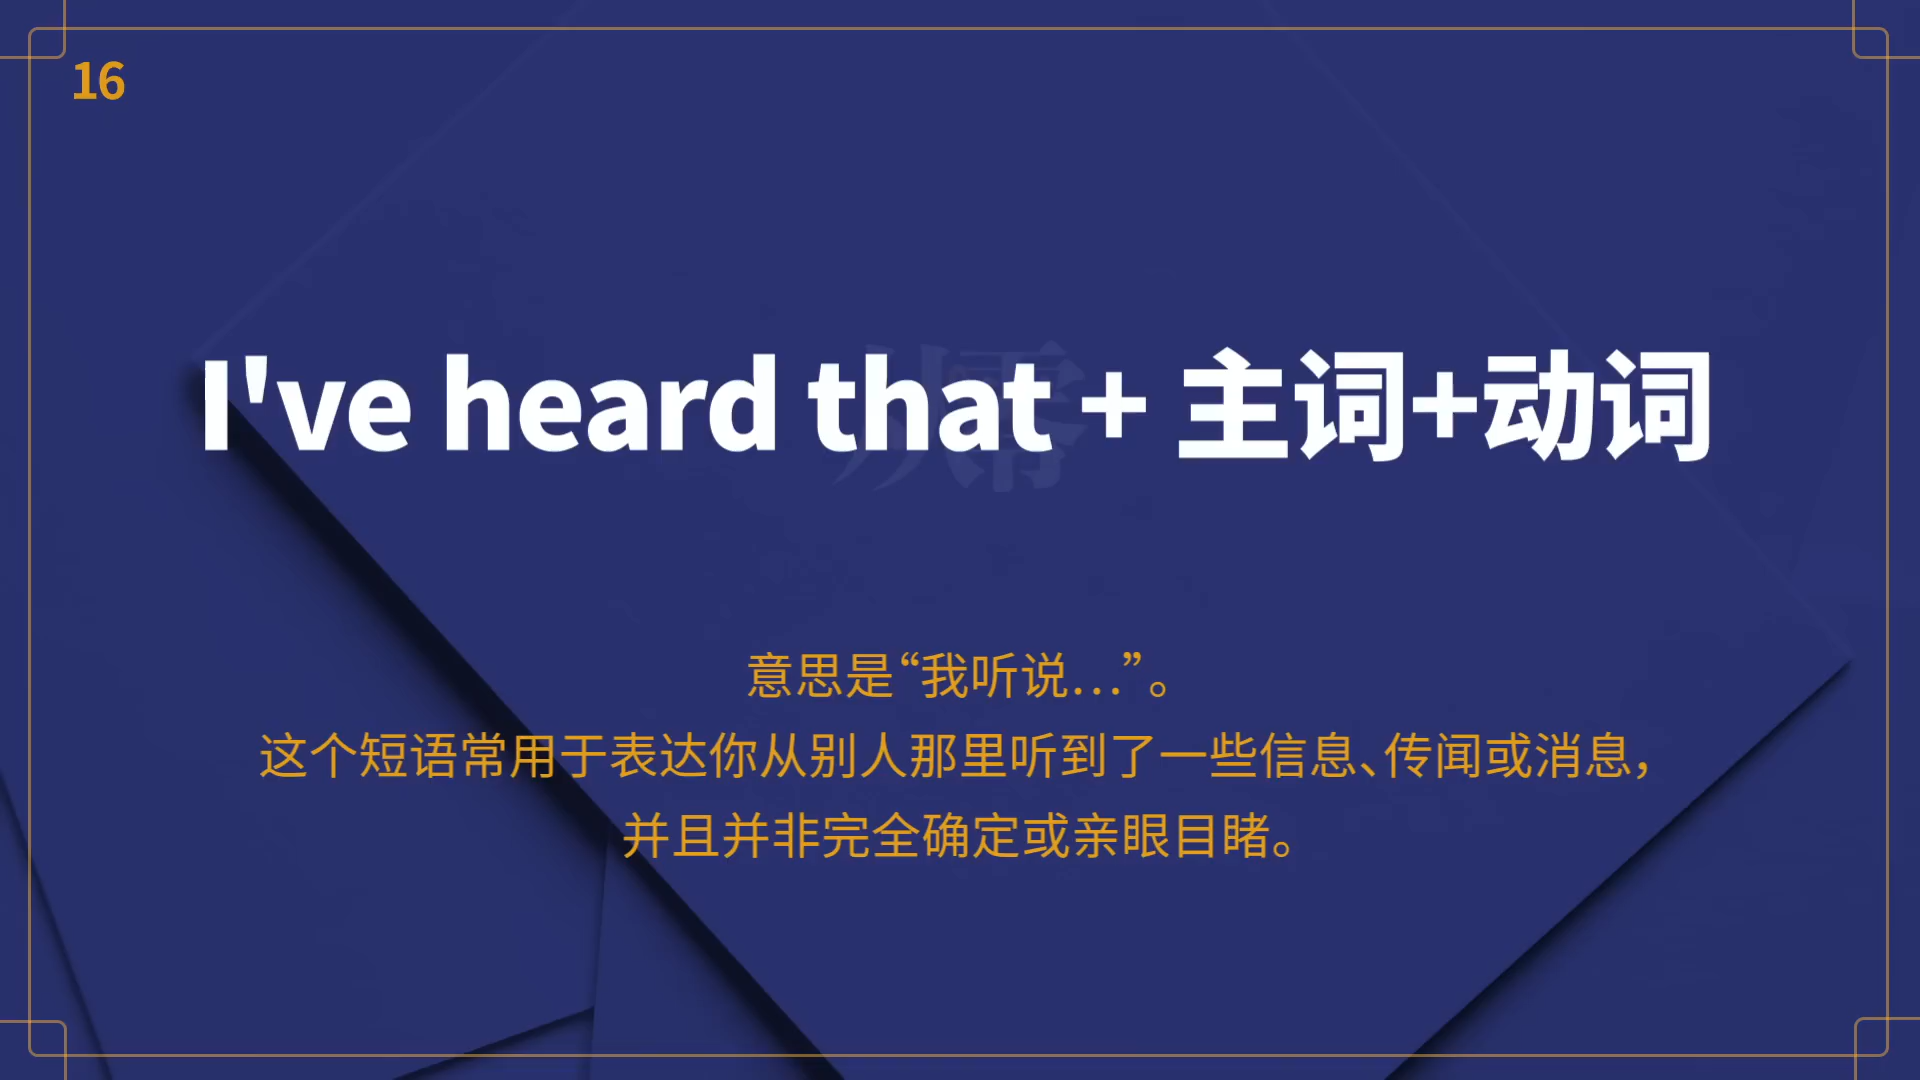 16
I've heard that + 主词+动词
意思是“我听说…”。
这个短语常用于表达你从别人那里听到了一些信息、传闻或消息，
并且并非完全确定或亲眼目睹。